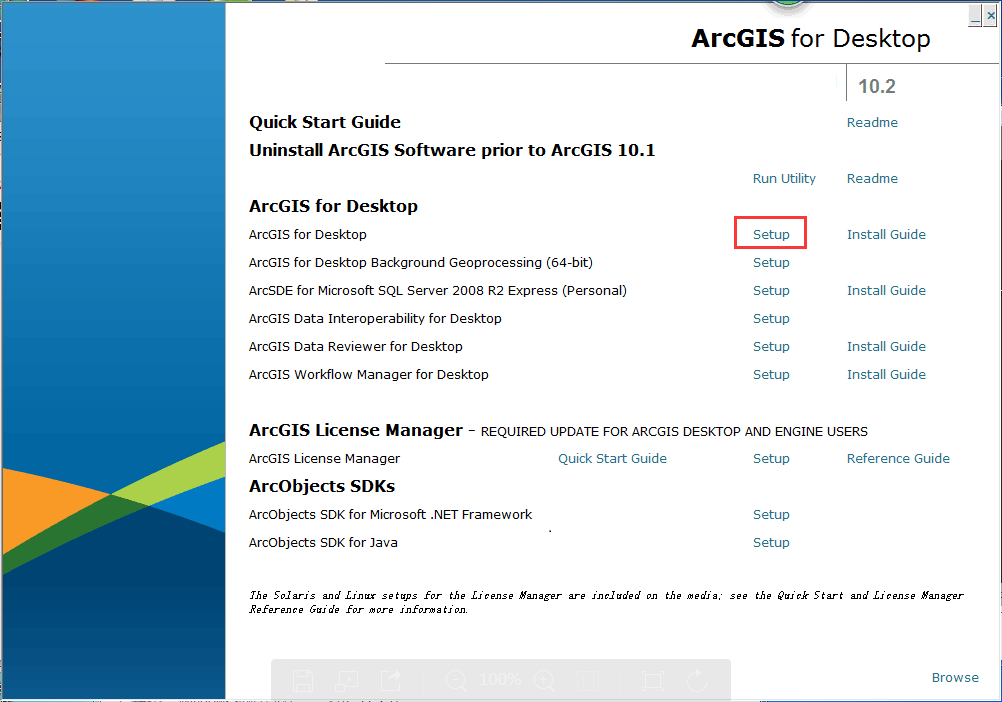 ArcGIS for Desktop
10.2
Quick Start Guide Readme
Uninstall ArcGIS Software prior to ArcGIS 10.1
Run Utility Readme
ArcGIS for Desktop
ArcGIS for Desktop Setup Install Guide
ArcGIS for Desktop Background Geoprocessing (64-bit) Setup
ArcSDE for Microsoft SQL Server 2008 R2 Express (Personal) Setup Install Guide
ArcGIS Data Interoperability for Desktop Setup
ArcGIS Data Reviewer for Desktop Setup Install Guide
ArcGIS Workflow Manager for Desktop Setup Install Guide
ArcGIS License Manager - REQUIRED UPDATE FOR ARCGIS DESKTOP AND ENGINE USERS
ArcGIS License Manager Quick Start Guide Setup Reference Guide
ArcObjects SDKs
ArcObjects SDK for Microsoft .NET Framework Setup
ArcObjects SDK for Java Setup
The Solaris and Linux setups for the License Manager are included on the media; see the Quick Start and License Manager
Reference Guide for more information.
100%
Browse